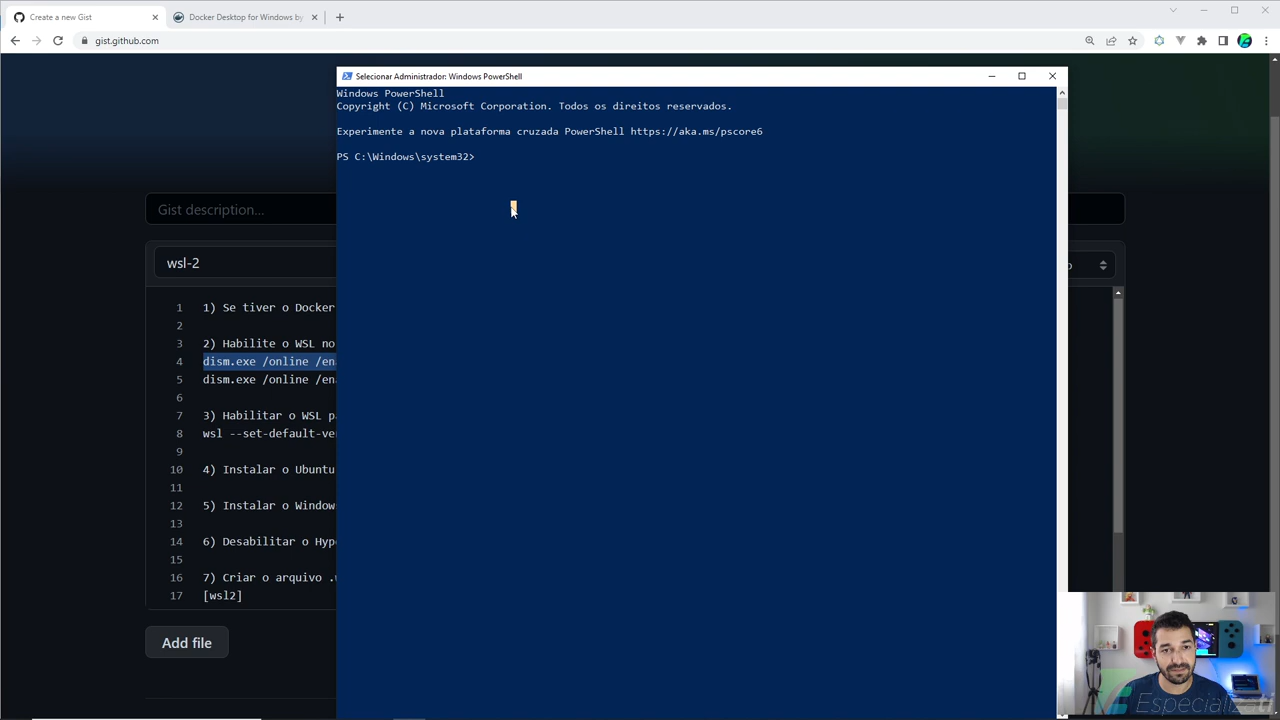 Create a new Gist
Docker Desktop for Windows by
gist.github.com
Selecionar Administrador: Windows PowerShell
Windows PowerShell
Copyright (C) Microsoft Corporation. Todos os direitos reservados.
Experimente a nova plataforma cruzada PowerShell https://aka.ms/pscore6
PS C:\Windows\system32>
Gist description...
wsl-2
1 1) Se tiver o Docker
2
3 2) Habilite o WSL no
4 dism.exe /online /en
5 dism.exe /online /en
6
7 3) Habilitar o WSL p
8 wsl --set-default-ve
9
10 4) Instalar o Ubuntu
11
12 5) Instalar o Window
13
14 6) Desabilitar o Hyp
15
16 7) Criar o arquivo .
17 [wsl2]
Add file
Especializati